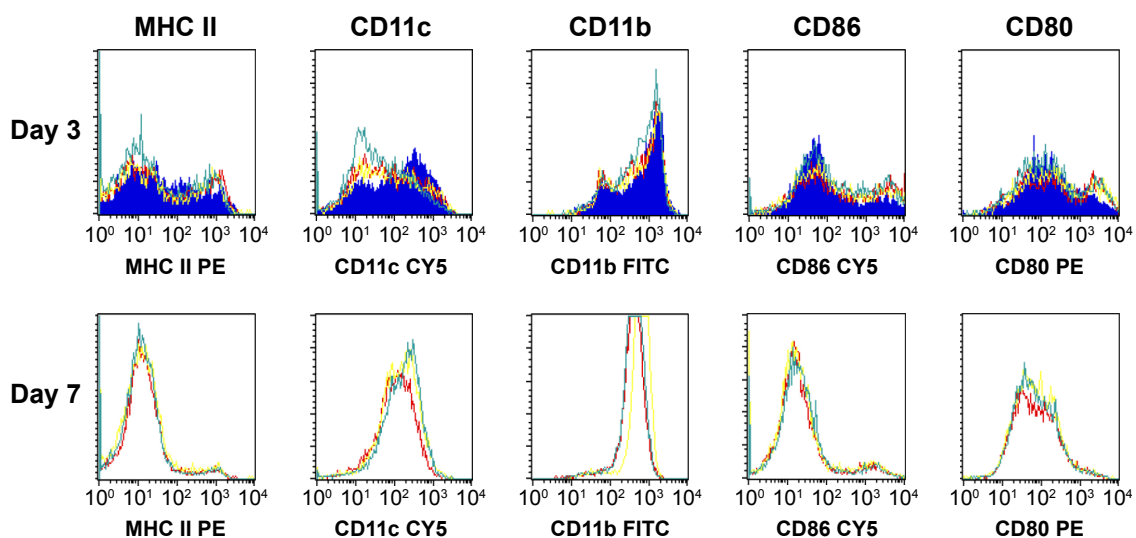 MHC II CD11c CD11b CD86 CD80
Day 3
10⁰ 10¹ 10² 10³ 10⁴ 10⁰ 10¹ 10² 10³ 10⁴ 10⁰ 10¹ 10² 10³ 10⁴ 10⁰ 10¹ 10² 10³ 10⁴ 10⁰ 10¹ 10² 10³ 10⁴
MHC II PE CD11c CY5 CD11b FITC CD86 CY5 CD80 PE
Day 7
10⁰ 10¹ 10² 10³ 10⁴ 10⁰ 10¹ 10² 10³ 10⁴ 10⁰ 10¹ 10² 10³ 10⁴ 10⁰ 10¹ 10² 10³ 10⁴ 10⁰ 10¹ 10² 10³ 10⁴
MHC II PE CD11c CY5 CD11b FITC CD86 CY5 CD80 PE